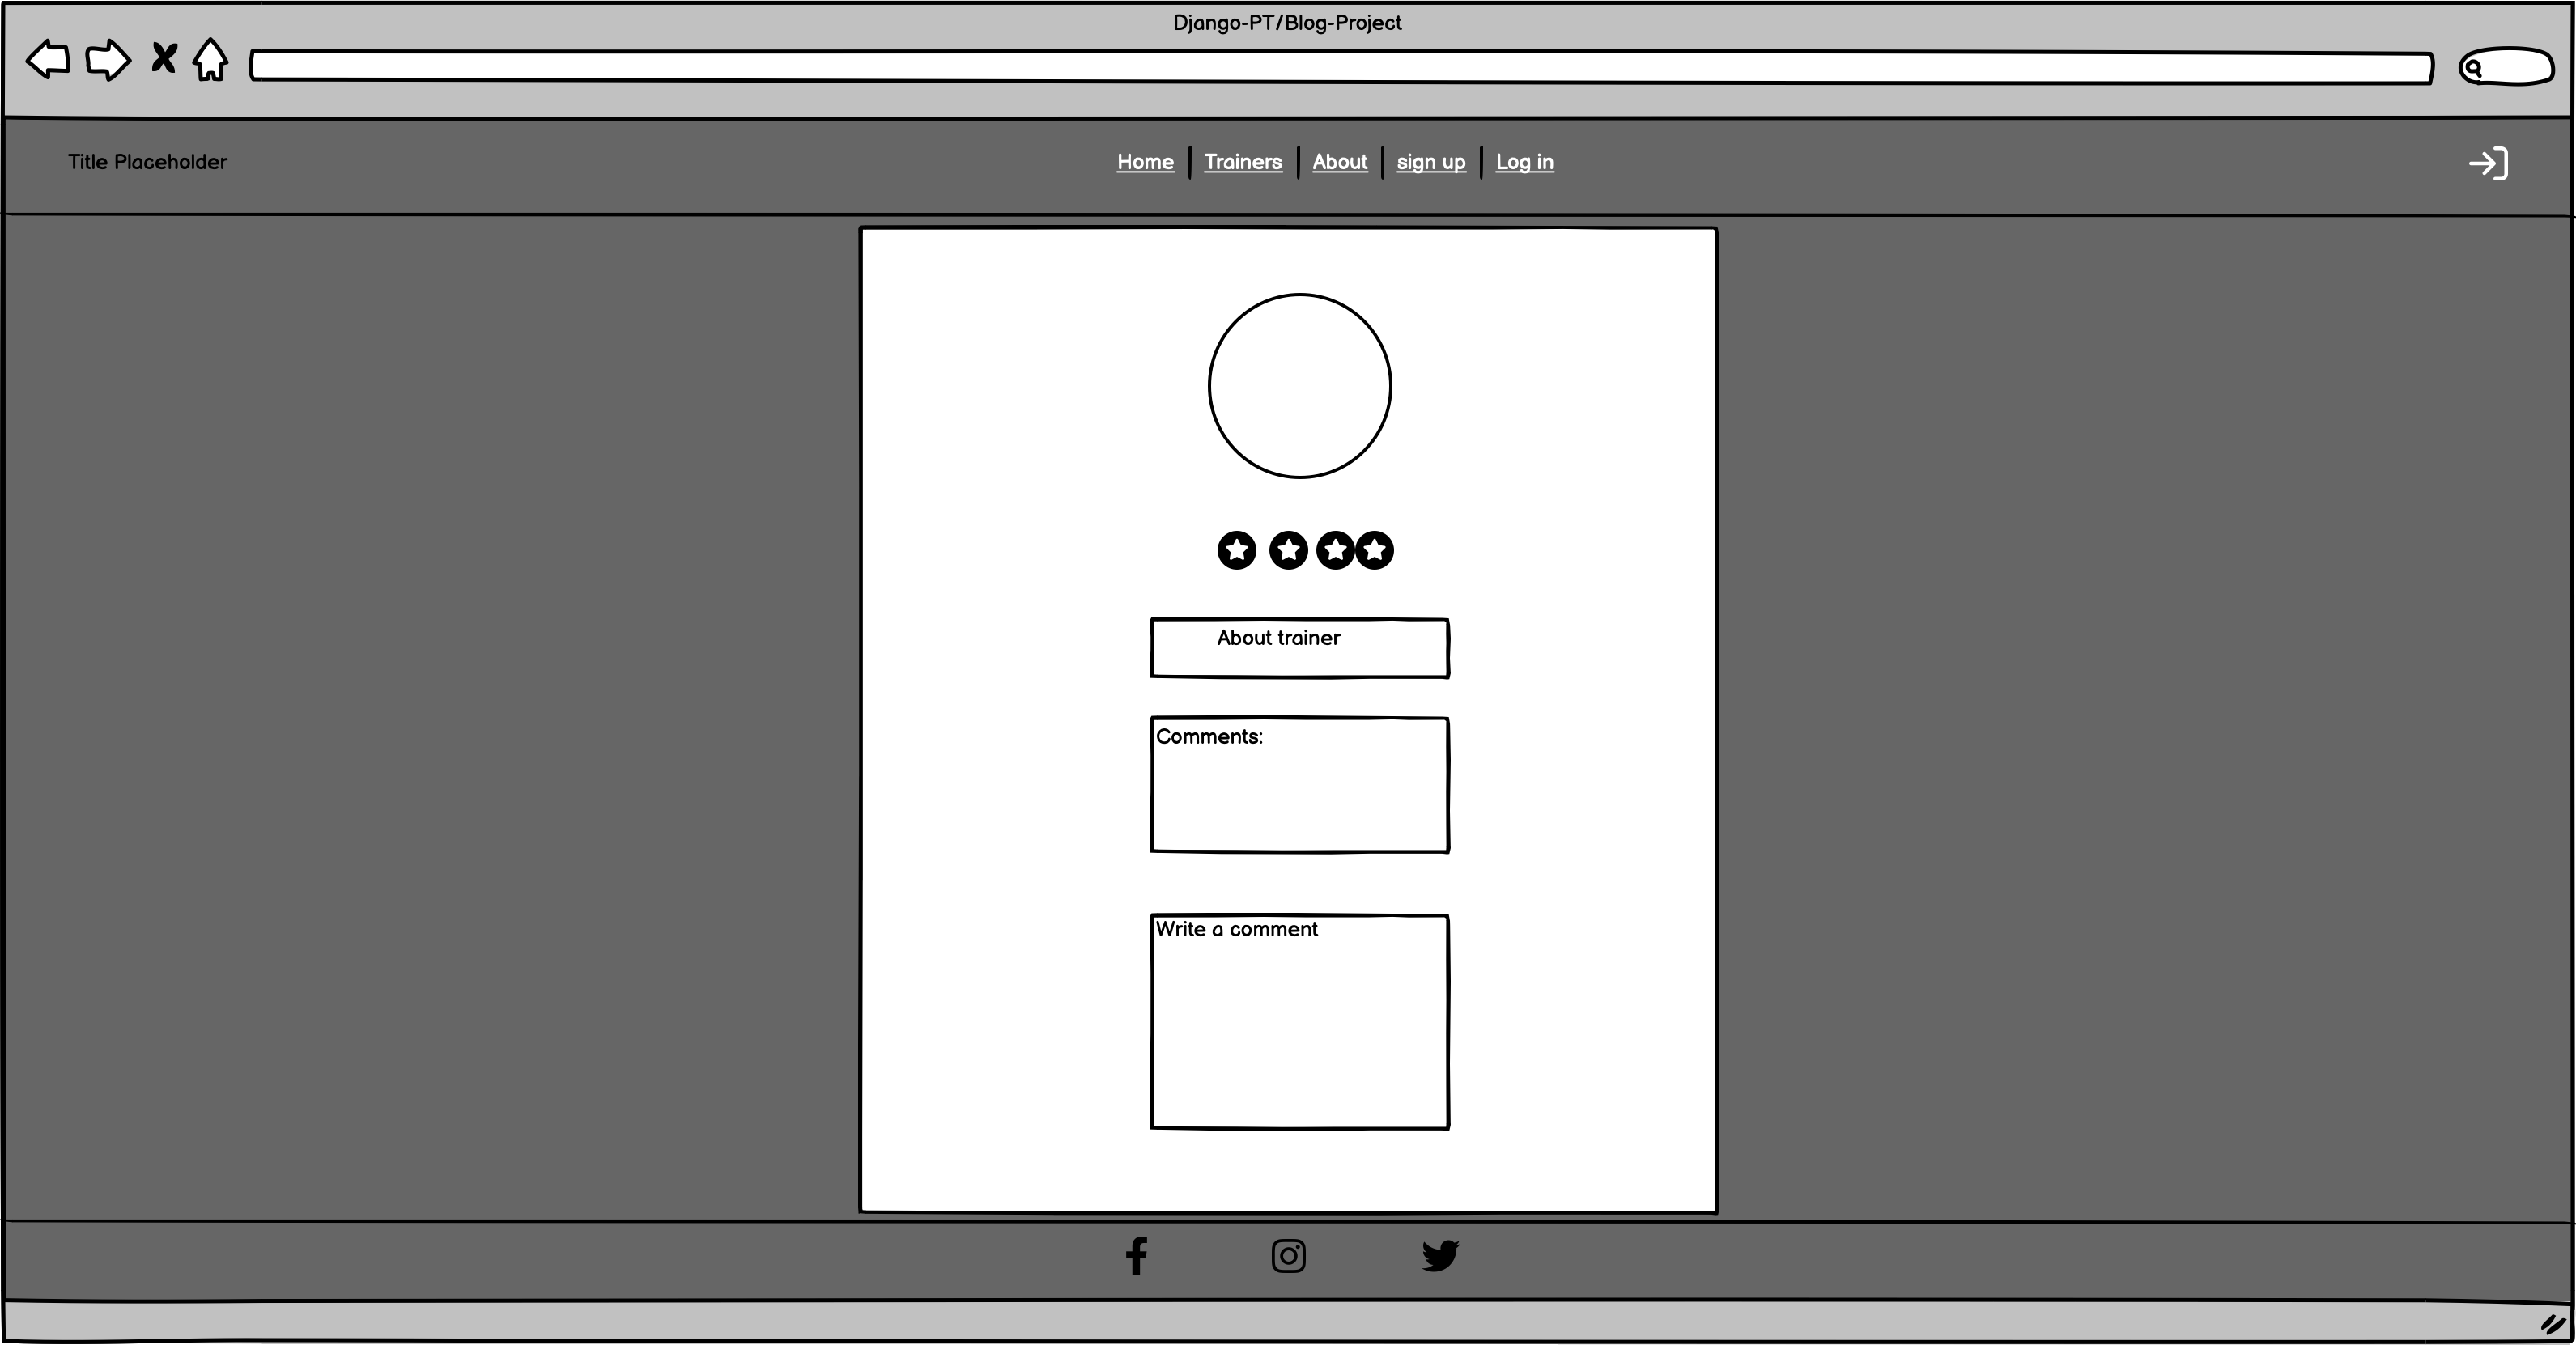 Django-PT/Blog-Project
Title Placeholder
Home
Trainers
About
sign up
Log in
About trainer
Comments:
Write a comment